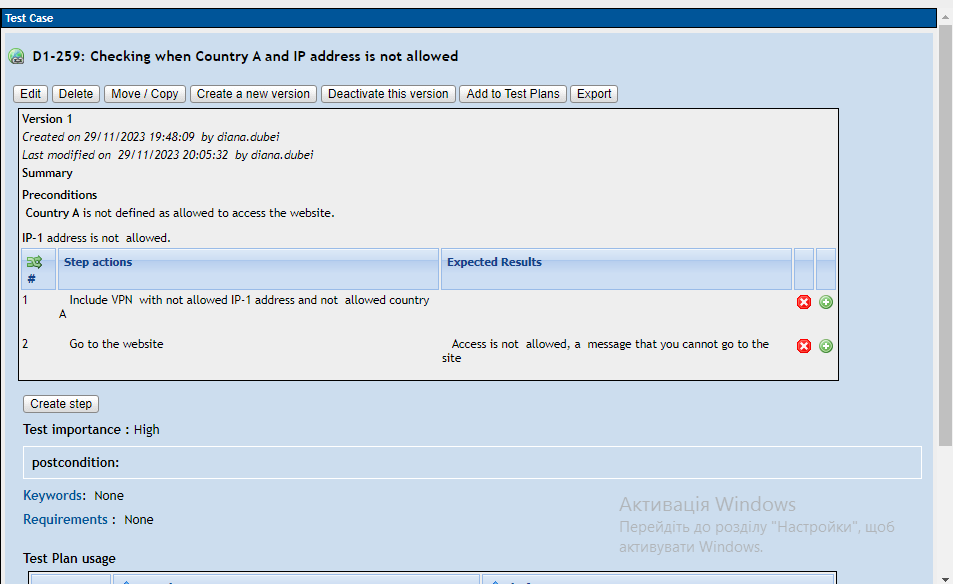 Test Case
D1-259: Checking when Country A and IP address is not allowed
Edit Delete Move / Copy Create a new version Deactivate this version Add to Test Plans Export
Version 1
Created on 29/11/2023 19:48:09 by diana.dubei
Last modified on 29/11/2023 20:05:32 by diana.dubei
Summary
Preconditions
Country A is not defined as allowed to access the website.
IP-1 address is not allowed.
# Step actions Expected Results
1 Include VPN with not allowed IP-1 address and not allowed country
A
2 Go to the website Access is not allowed, a message that you cannot go to the
site
Create step
Test importance : High
postcondition:
Keywords: None
Requirements : None
Активація Windows
Перейдіть до розділу "Настройки", щоб
активувати Windows.
Test Plan usage